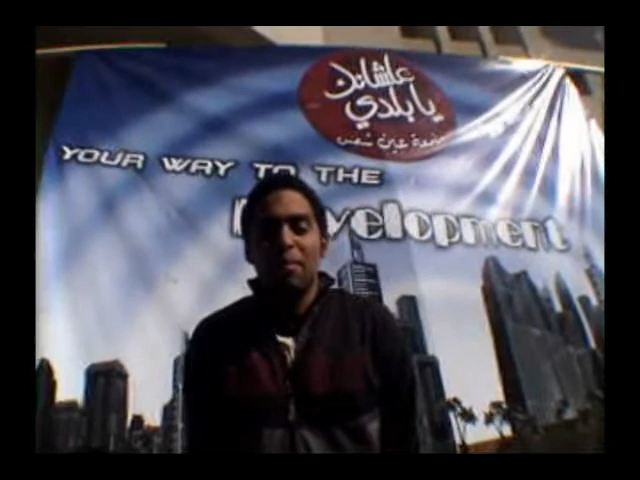 علشانك
يا بلدي
جامعة عين شمس
YOUR WAY TO THE
Development